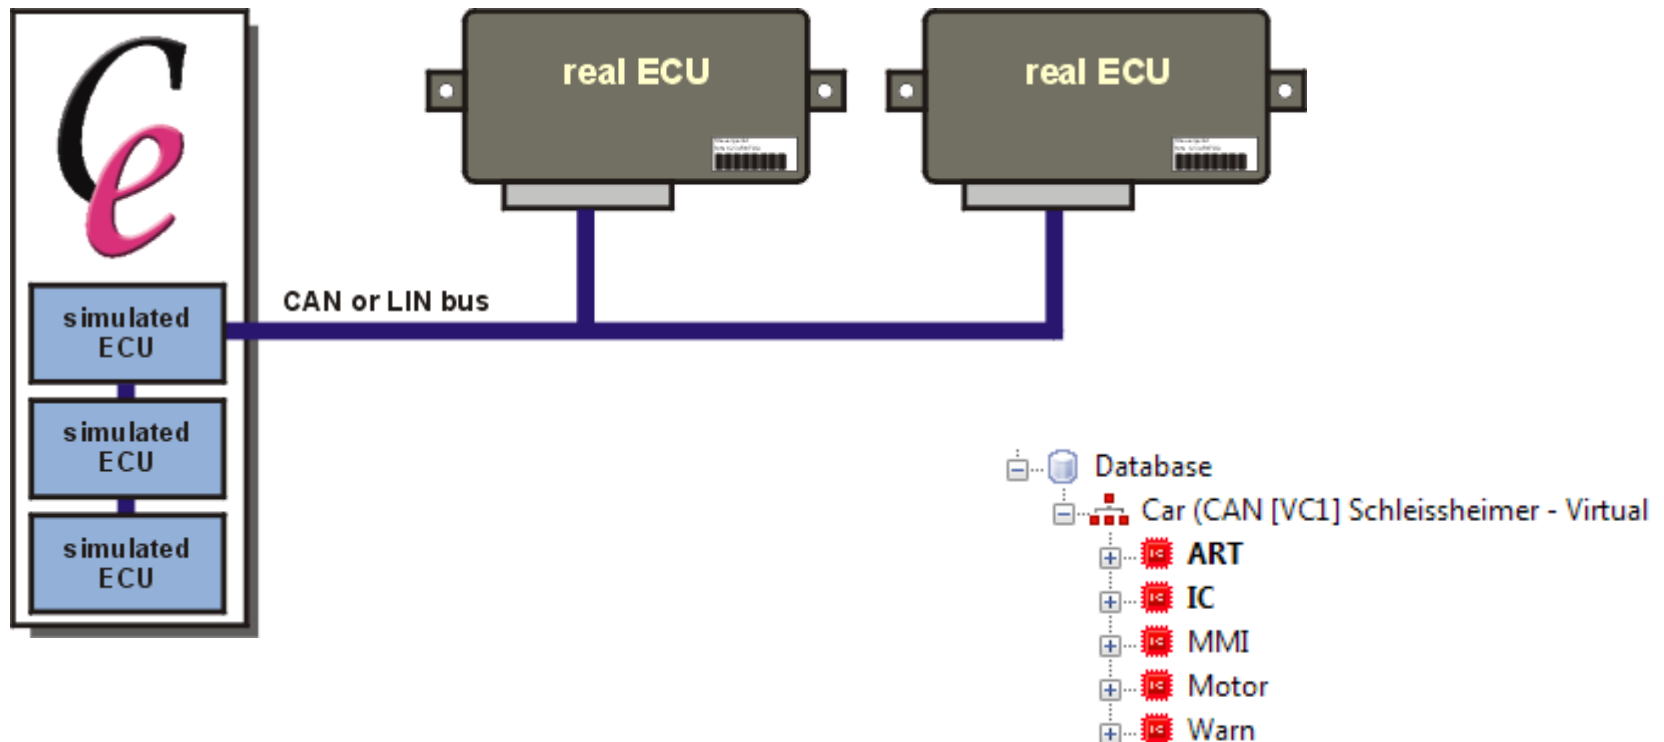 real ECU
real ECU
CAN or LIN bus
simulated
ECU
simulated
ECU
simulated
ECU
Database
Car (CAN [VC1] Schleissheimer - Virtual
ART
IC
MMI
Motor
Warn